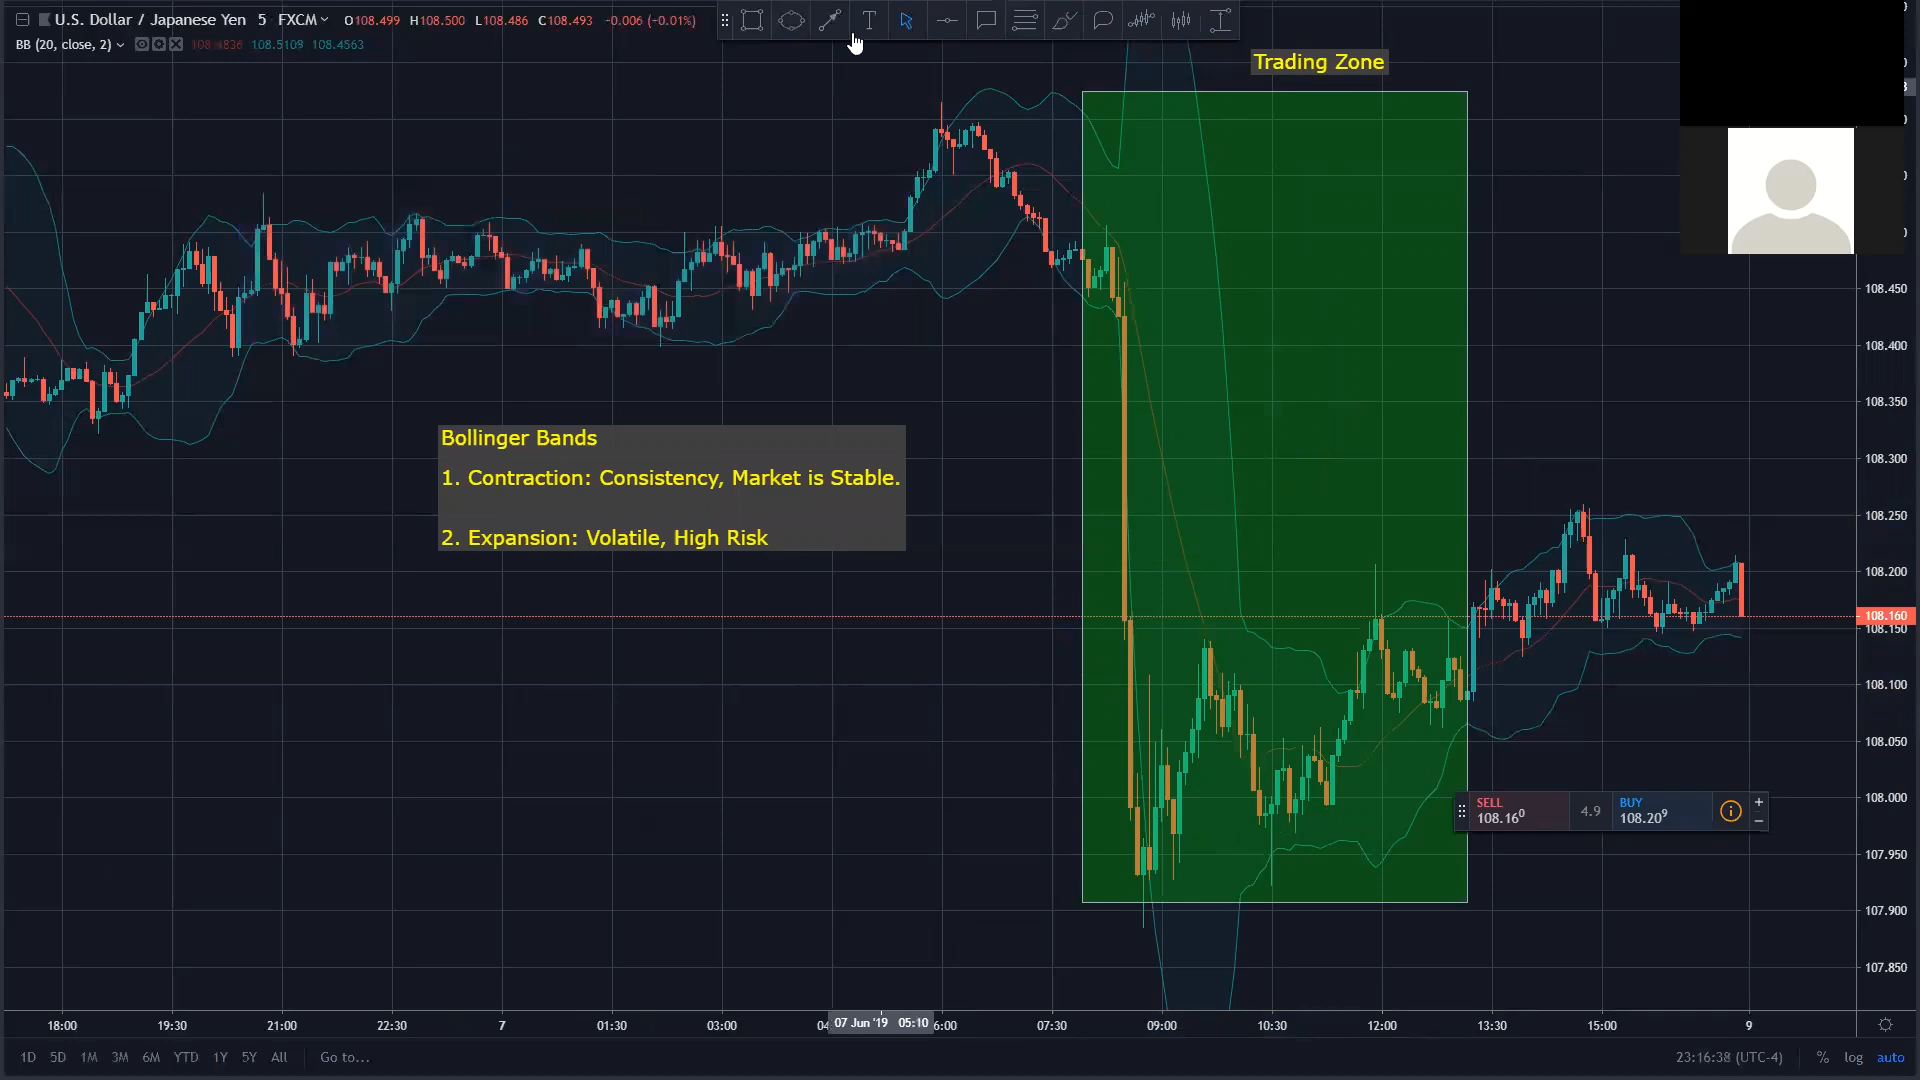 U.S. Dollar / Japanese Yen 5 FXCM O108.499 H108.500 L108.486 C108.493 -0.006 (-0.01%)
BB (20, close, 2) 108.4836 108.5109 108.4563
Trading Zone
Bollinger Bands
1. Contraction: Consistency, Market is Stable.
2. Expansion: Volatile, High Risk
108.450
108.400
108.350
108.300
108.250
108.200
108.160
108.150
108.100
108.050
108.000
107.950
107.900
107.850
SELL 108.160 4.9 BUY 108.209
18:00 19:30 21:00 22:30 7 01:30 03:00 07 Jun '19 05:10 6:00 07:30 09:00 10:30 12:00 13:30 15:00 9
1D 5D 1M 3M 6M YTD 1Y 5Y All Go to... 23:16:38 (UTC-4) % log auto